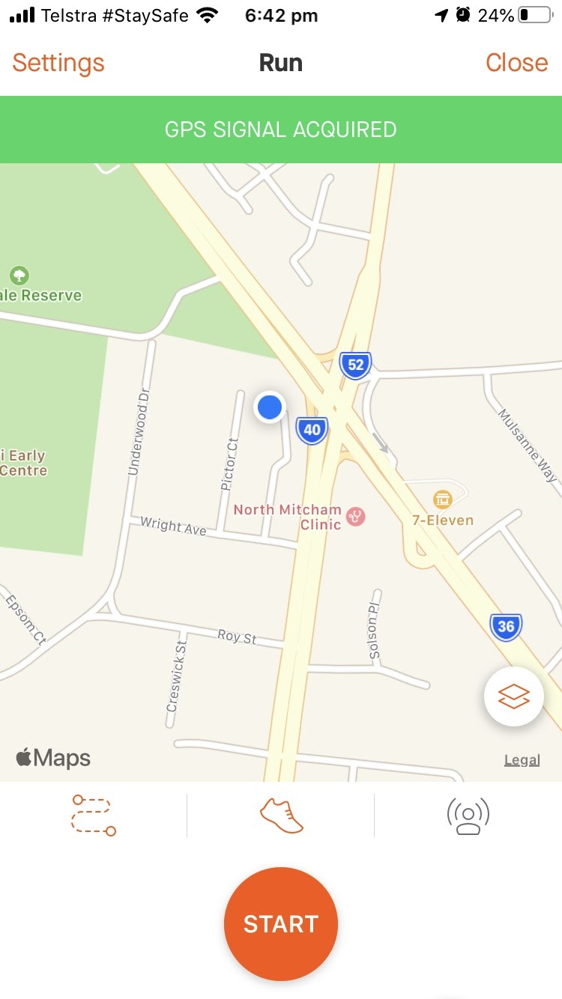 Telstra #StaySafe 6:42 pm 24%
Settings Run Close
GPS SIGNAL ACQUIRED
ale Reserve
52
40
Underwood Dr
Pictor Ct
Mulsanne Way
i Early
Centre
North Mitcham
Clinic
7-Eleven
Wright Ave
Epsom Ct
Roy St
Solson Pl
36
Creswick St
Maps
Legal
START